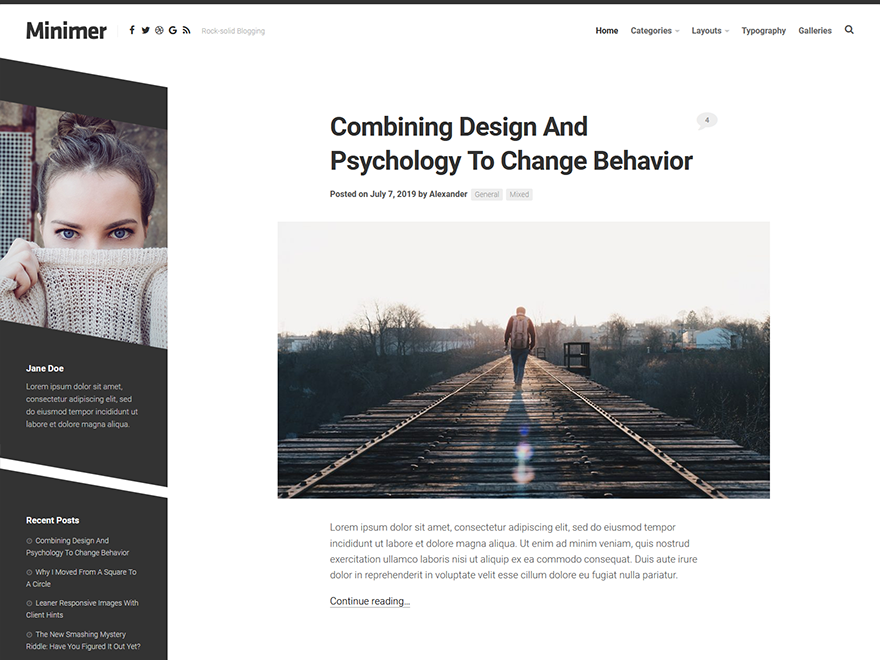 Minimer
Rock-solid Blogging
Home Categories Layouts Typography Galleries
Combining Design And
Psychology To Change Behavior
4
Posted on July 7, 2019 by Alexander General Mixed
Jane Doe
Lorem ipsum dolor sit amet,
consectetur adipiscing elit, sed
do eiusmod tempor incididunt ut
labore et dolore magna aliqua.
Recent Posts
Combining Design And
Psychology To Change Behavior
Why I Moved From A Square To
A Circle
Leaner Responsive Images With
Client Hints
The New Smashing Mystery
Riddle: Have You Figured It Out Yet?
Lorem ipsum dolor sit amet, consectetur adipiscing elit, sed do eiusmod tempor
incididunt ut labore et dolore magna aliqua. Ut enim ad minim veniam, quis nostrud
exercitation ullamco laboris nisi ut aliquip ex ea commodo consequat. Duis aute irure
dolor in reprehenderit in voluptate velit esse cillum dolore eu fugiat nulla pariatur.
Continue reading...